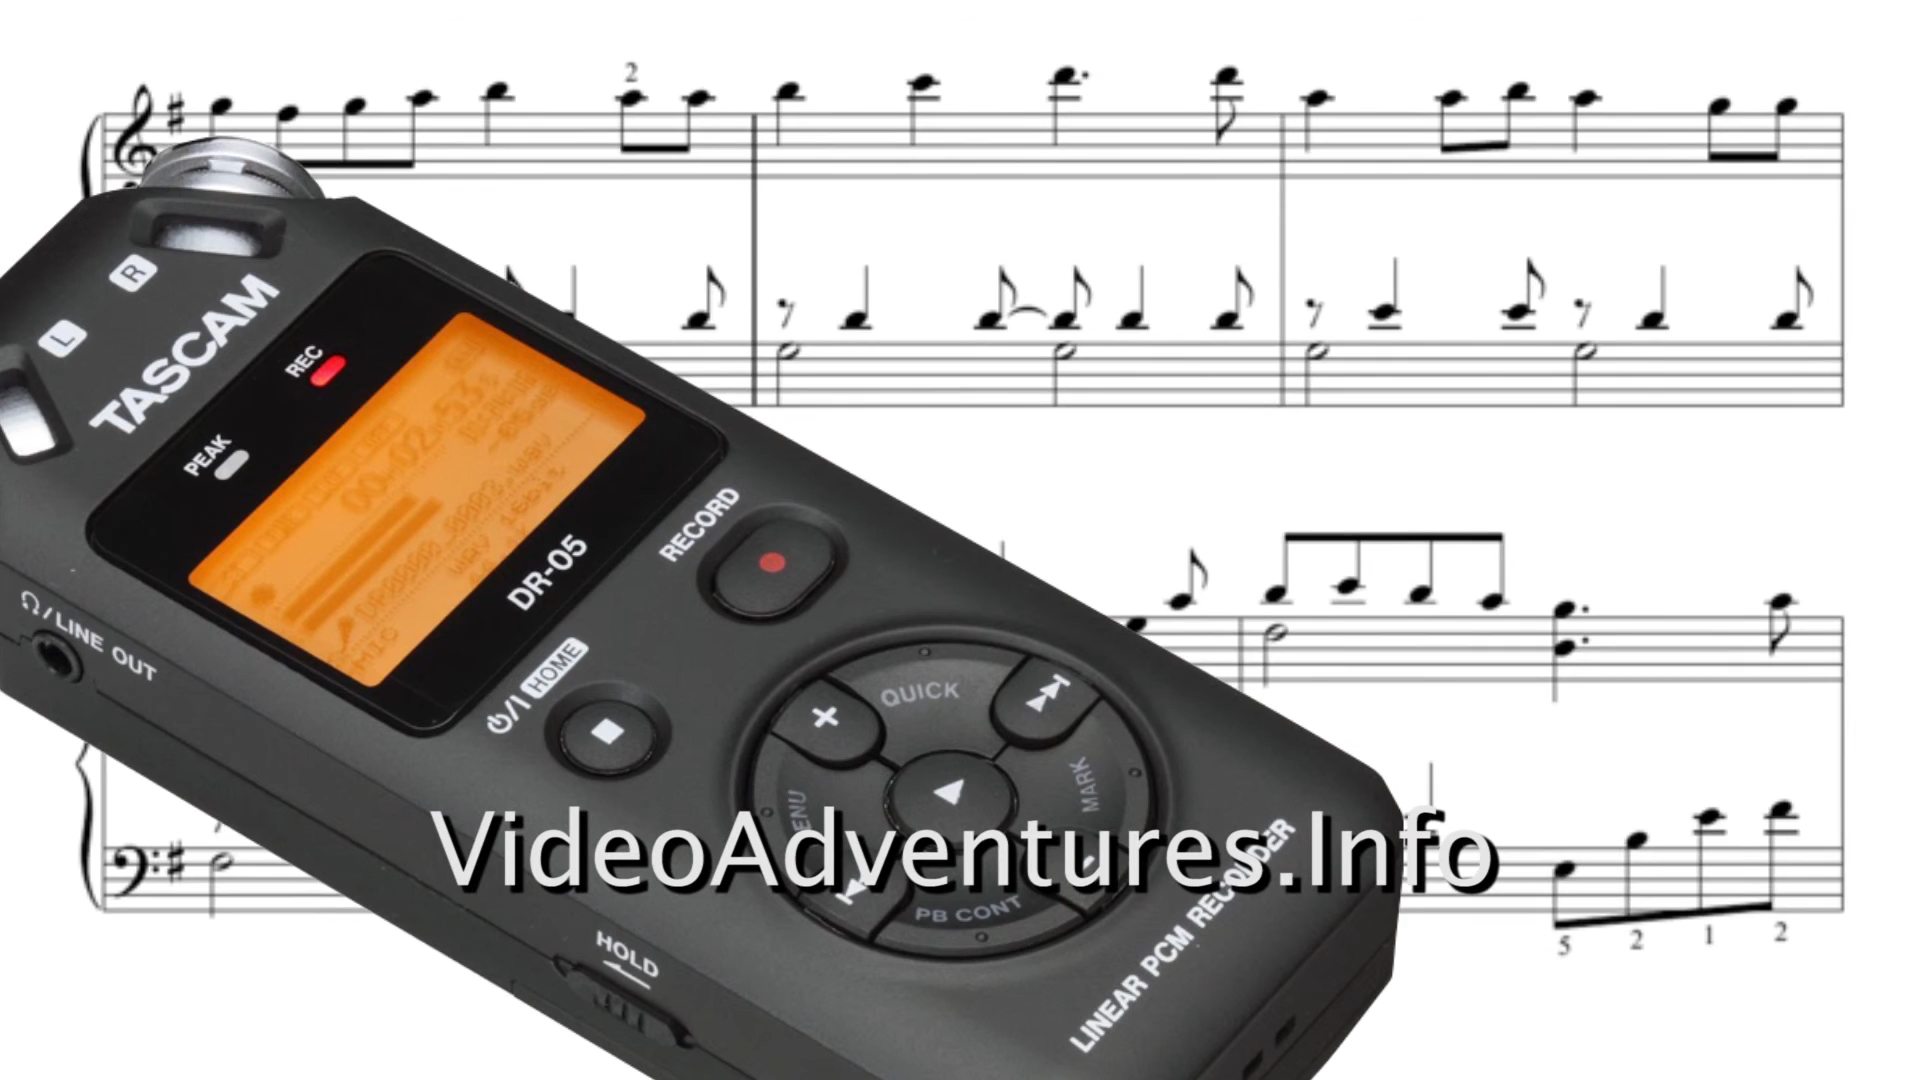 2
R
L
TASCAM
REC
PEAK
DR-05
RECORD
HOME
/LINE OUT
QUICK
MARK
PB CONT
MIC
HOLD
LINEAR PCM RECORDER
VideoAdventures.Info
5 2 1 2